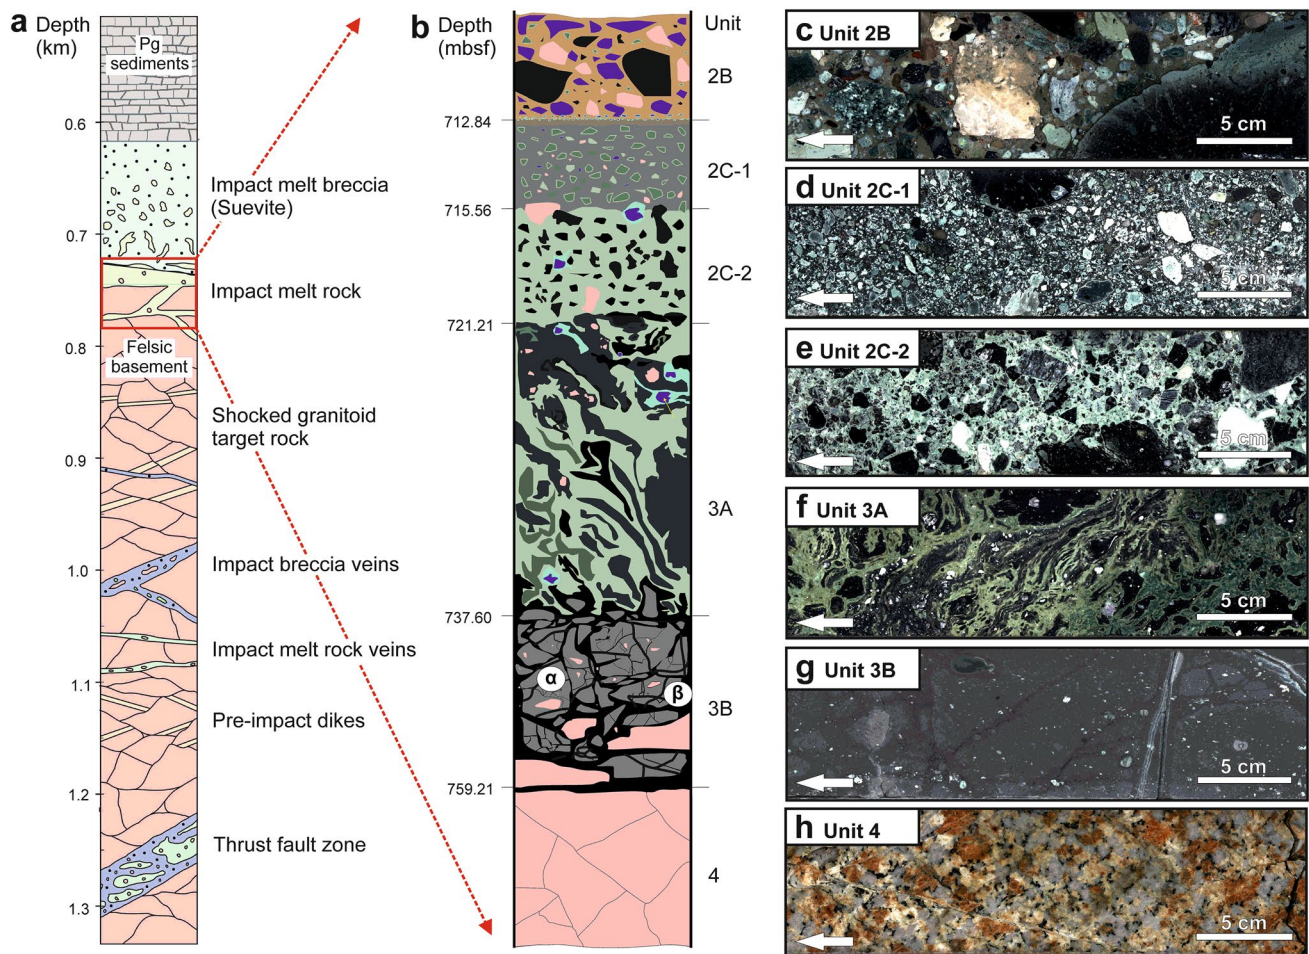 a Depth
(km)
Pg
sediments
0.6
0.7
0.8
0.9
1.0
1.1
1.2
1.3
Impact melt breccia
(Suevite)
Impact melt rock
Felsic
basement
Shocked granitoid
target rock
Impact breccia veins
Impact melt rock veins
Pre-impact dikes
Thrust fault zone
b Depth
(mbsf)
Unit
2B
712.84
2C-1
715.56
2C-2
721.21
3A
737.60
α
β
3B
759.21
4
c Unit 2B
5 cm
d Unit 2C-1
5 cm
e Unit 2C-2
5 cm
f Unit 3A
5 cm
g Unit 3B
5 cm
h Unit 4
5 cm